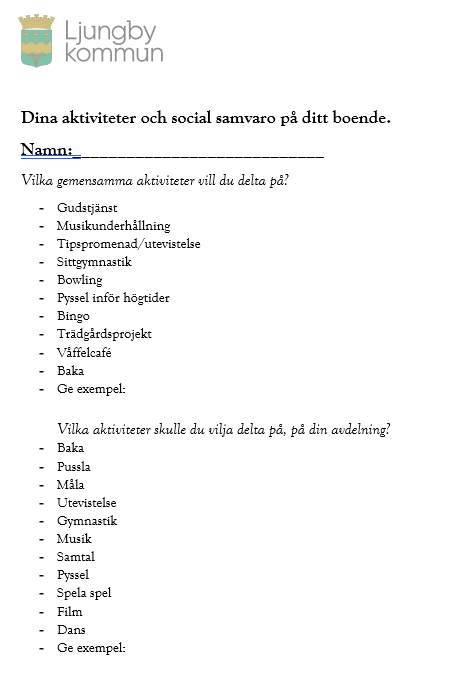 Ljungby
kommun
Dina aktiviteter och social samvaro på ditt boende.
Namn:____________________________
Vilka gemensamma aktiviteter vill du delta på?
- Gudstjänst
- Musikunderhållning
- Tipspromenad/utevistelse
- Sittgymnastik
- Bowling
- Pyssel inför högtider
- Bingo
- Trädgårdsprojekt
- Våffelcafé
- Baka
- Ge exempel:
Vilka aktiviteter skulle du vilja delta på, på din avdelning?
- Baka
- Pussla
- Måla
- Utevistelse
- Gymnastik
- Musik
- Samtal
- Pyssel
- Spela spel
- Film
- Dans
- Ge exempel: